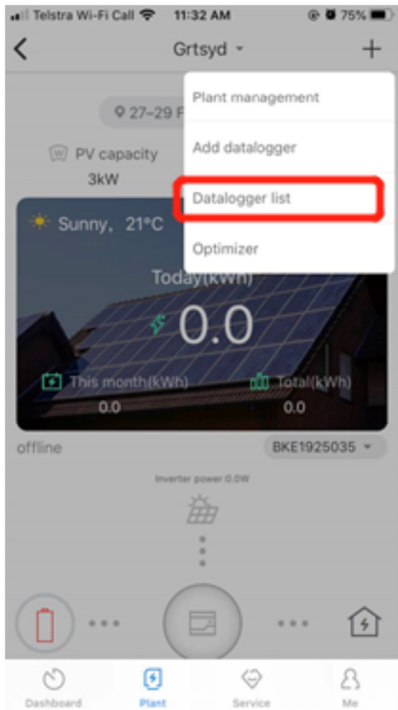 Telstra Wi-Fi Call 11:32 AM 75%
Grtsyd
Plant management
27-29
PV capacity
Add datalogger
3kW
Datalogger list
Sunny, 21°C
Optimizer
Today(kWh)
0.0
This month(kWh) Total(kWh)
0.0 0.0
offline BKE1925035
Inverter power:0.0W
Dashboard Plant Service Me